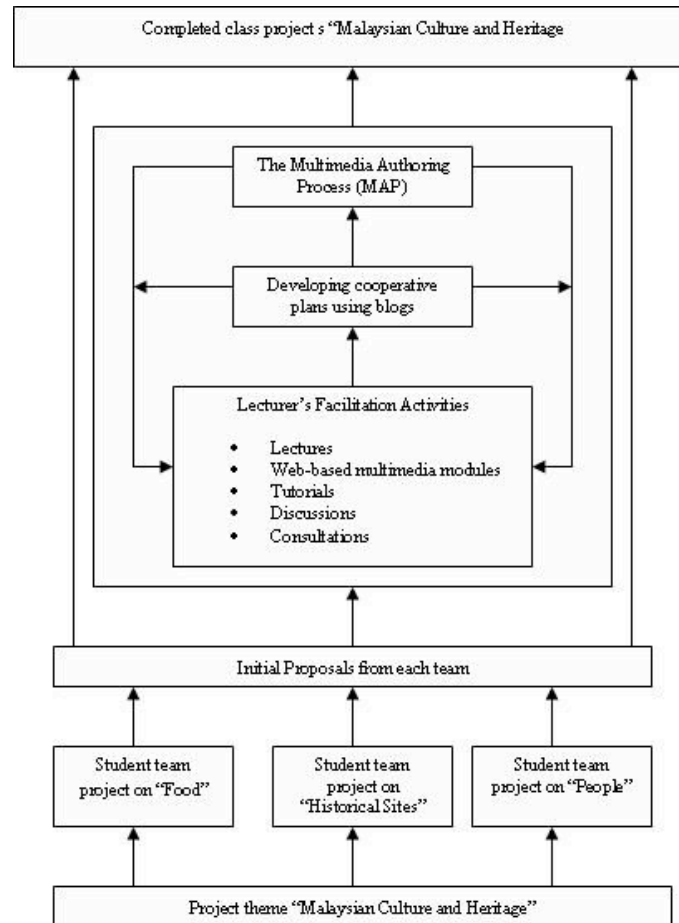 Completed class project s “Malaysian Culture and Heritage
The Multimedia Authoring
Process (MAP)
Developing cooperative
plans using blogs
Lecturer’s Facilitation Activities
• Lectures
• Web-based multimedia modules
• Tutorials
• Discussions
• Consultations
Initial Proposals from each team
Student team
project on “Food”
Student team
project on
“Historical Sites”
Student team
project on “People”
Project theme “Malaysian Culture and Heritage”